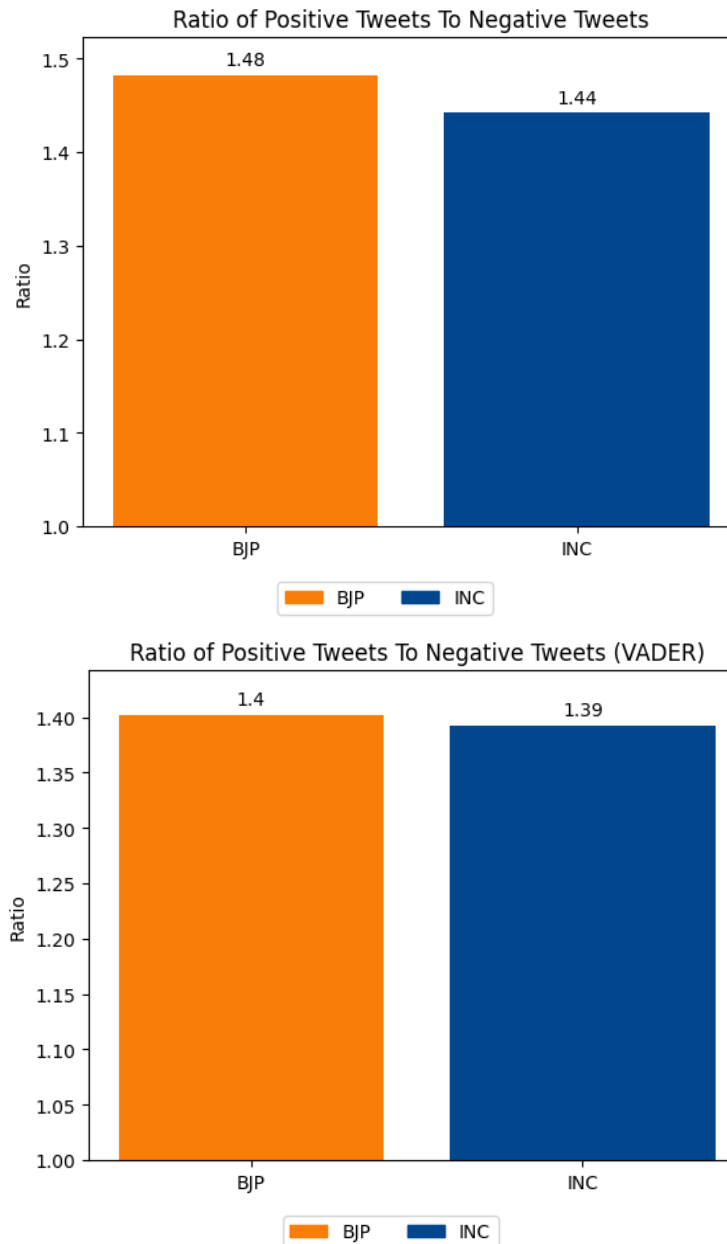 Ratio of Positive Tweets To Negative Tweets
1.5
1.48
1.44
1.4
1.3
Ratio
1.2
1.1
1.0
BJP INC
BJP INC
Ratio of Positive Tweets To Negative Tweets (VADER)
1.4
1.39
1.40
1.35
1.30
1.25
Ratio
1.20
1.15
1.10
1.05
1.00
BJP INC
BJP INC